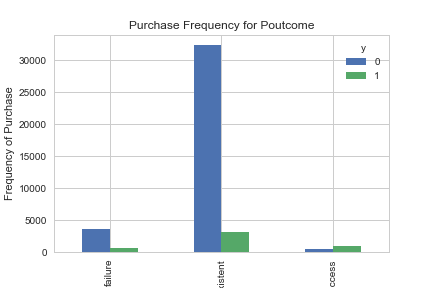 Purchase Frequency for Poutcome
y
0
1
30000
25000
20000
15000
10000
5000
0
Frequency of Purchase
failure
xistent
ccess